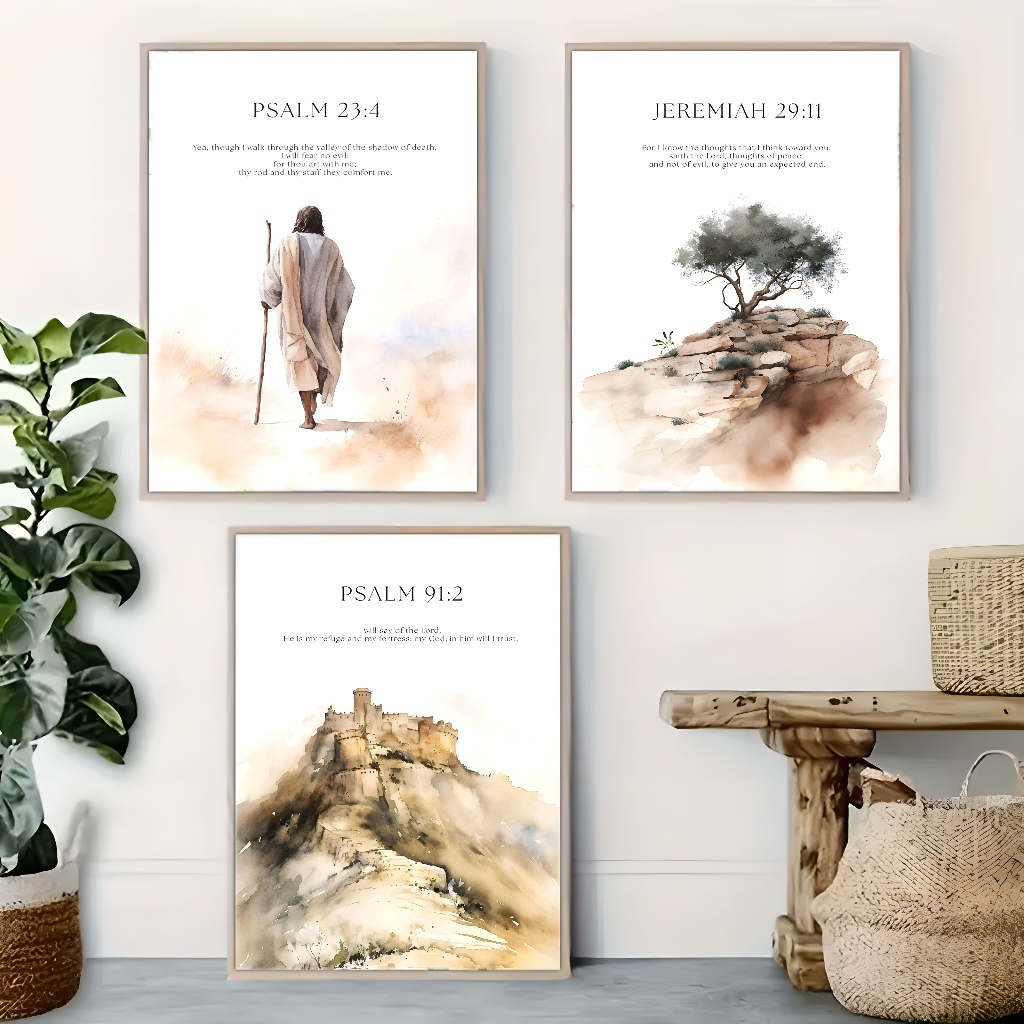 PSALM 23:4
Yea, though I walk through the valley of the shadow of death,
I will fear no evil;
for thou art with me;
thy rod and thy staff they comfort me.
JEREMIAH 29:11
For I know the thoughts that I think toward you,
saith the Lord, thoughts of peace,
and not of evil, to give you an expected end.
PSALM 91:2
I will say of the Lord,
He is my refuge and my fortress: my God; in him will I trust.